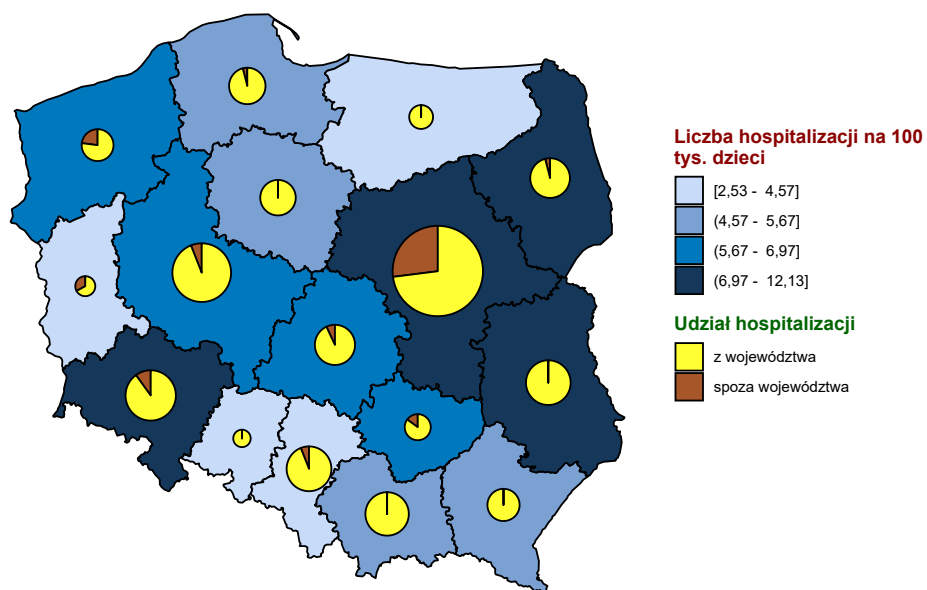 Liczba hospitalizacji na 100
tys. dzieci
[2,53 - 4,57]
(4,57 - 5,67]
(5,67 - 6,97]
(6,97 - 12,13]
Udział hospitalizacji
z województwa
spoza województwa